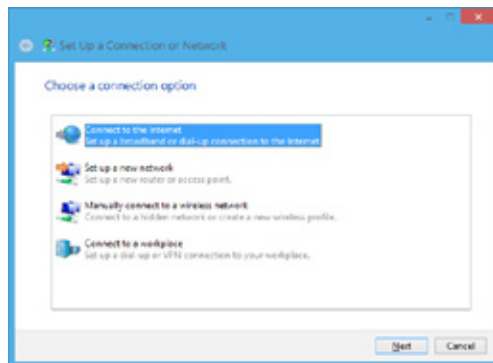 Set Up a Connection or Network
Choose a connection option
Connect to the Internet
Set up a broadband or dial-up connection to the Internet.
Set up a new network
Set up a new router or access point.
Manually connect to a wireless network
Connect to a hidden network or create a new wireless profile.
Connect to a workplace
Set up a dial-up or VPN connection to your workplace.
Next Cancel